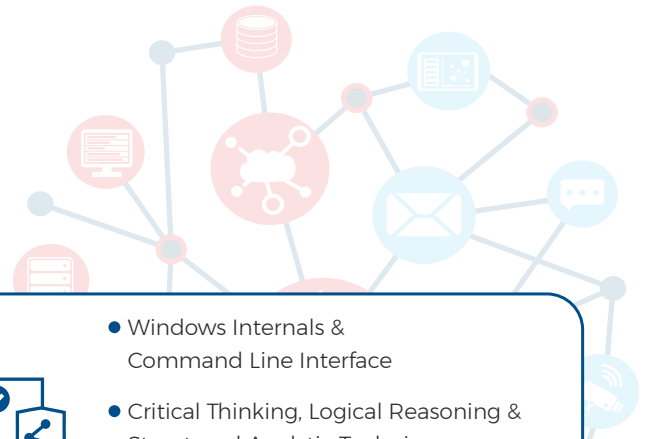 Windows Internals &
Command Line Interface
Critical Thinking, Logical Reasoning &